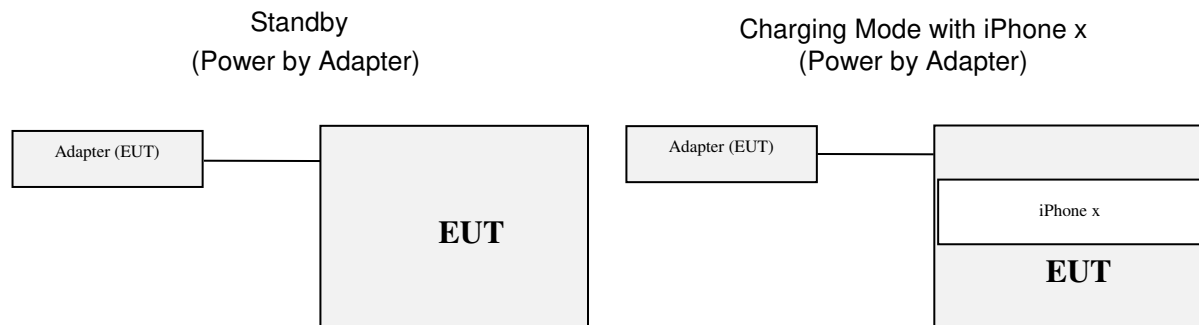 Standby
(Power by Adapter)
Adapter (EUT)
EUT
Charging Mode with iPhone x
(Power by Adapter)
Adapter (EUT)
iPhone x
EUT